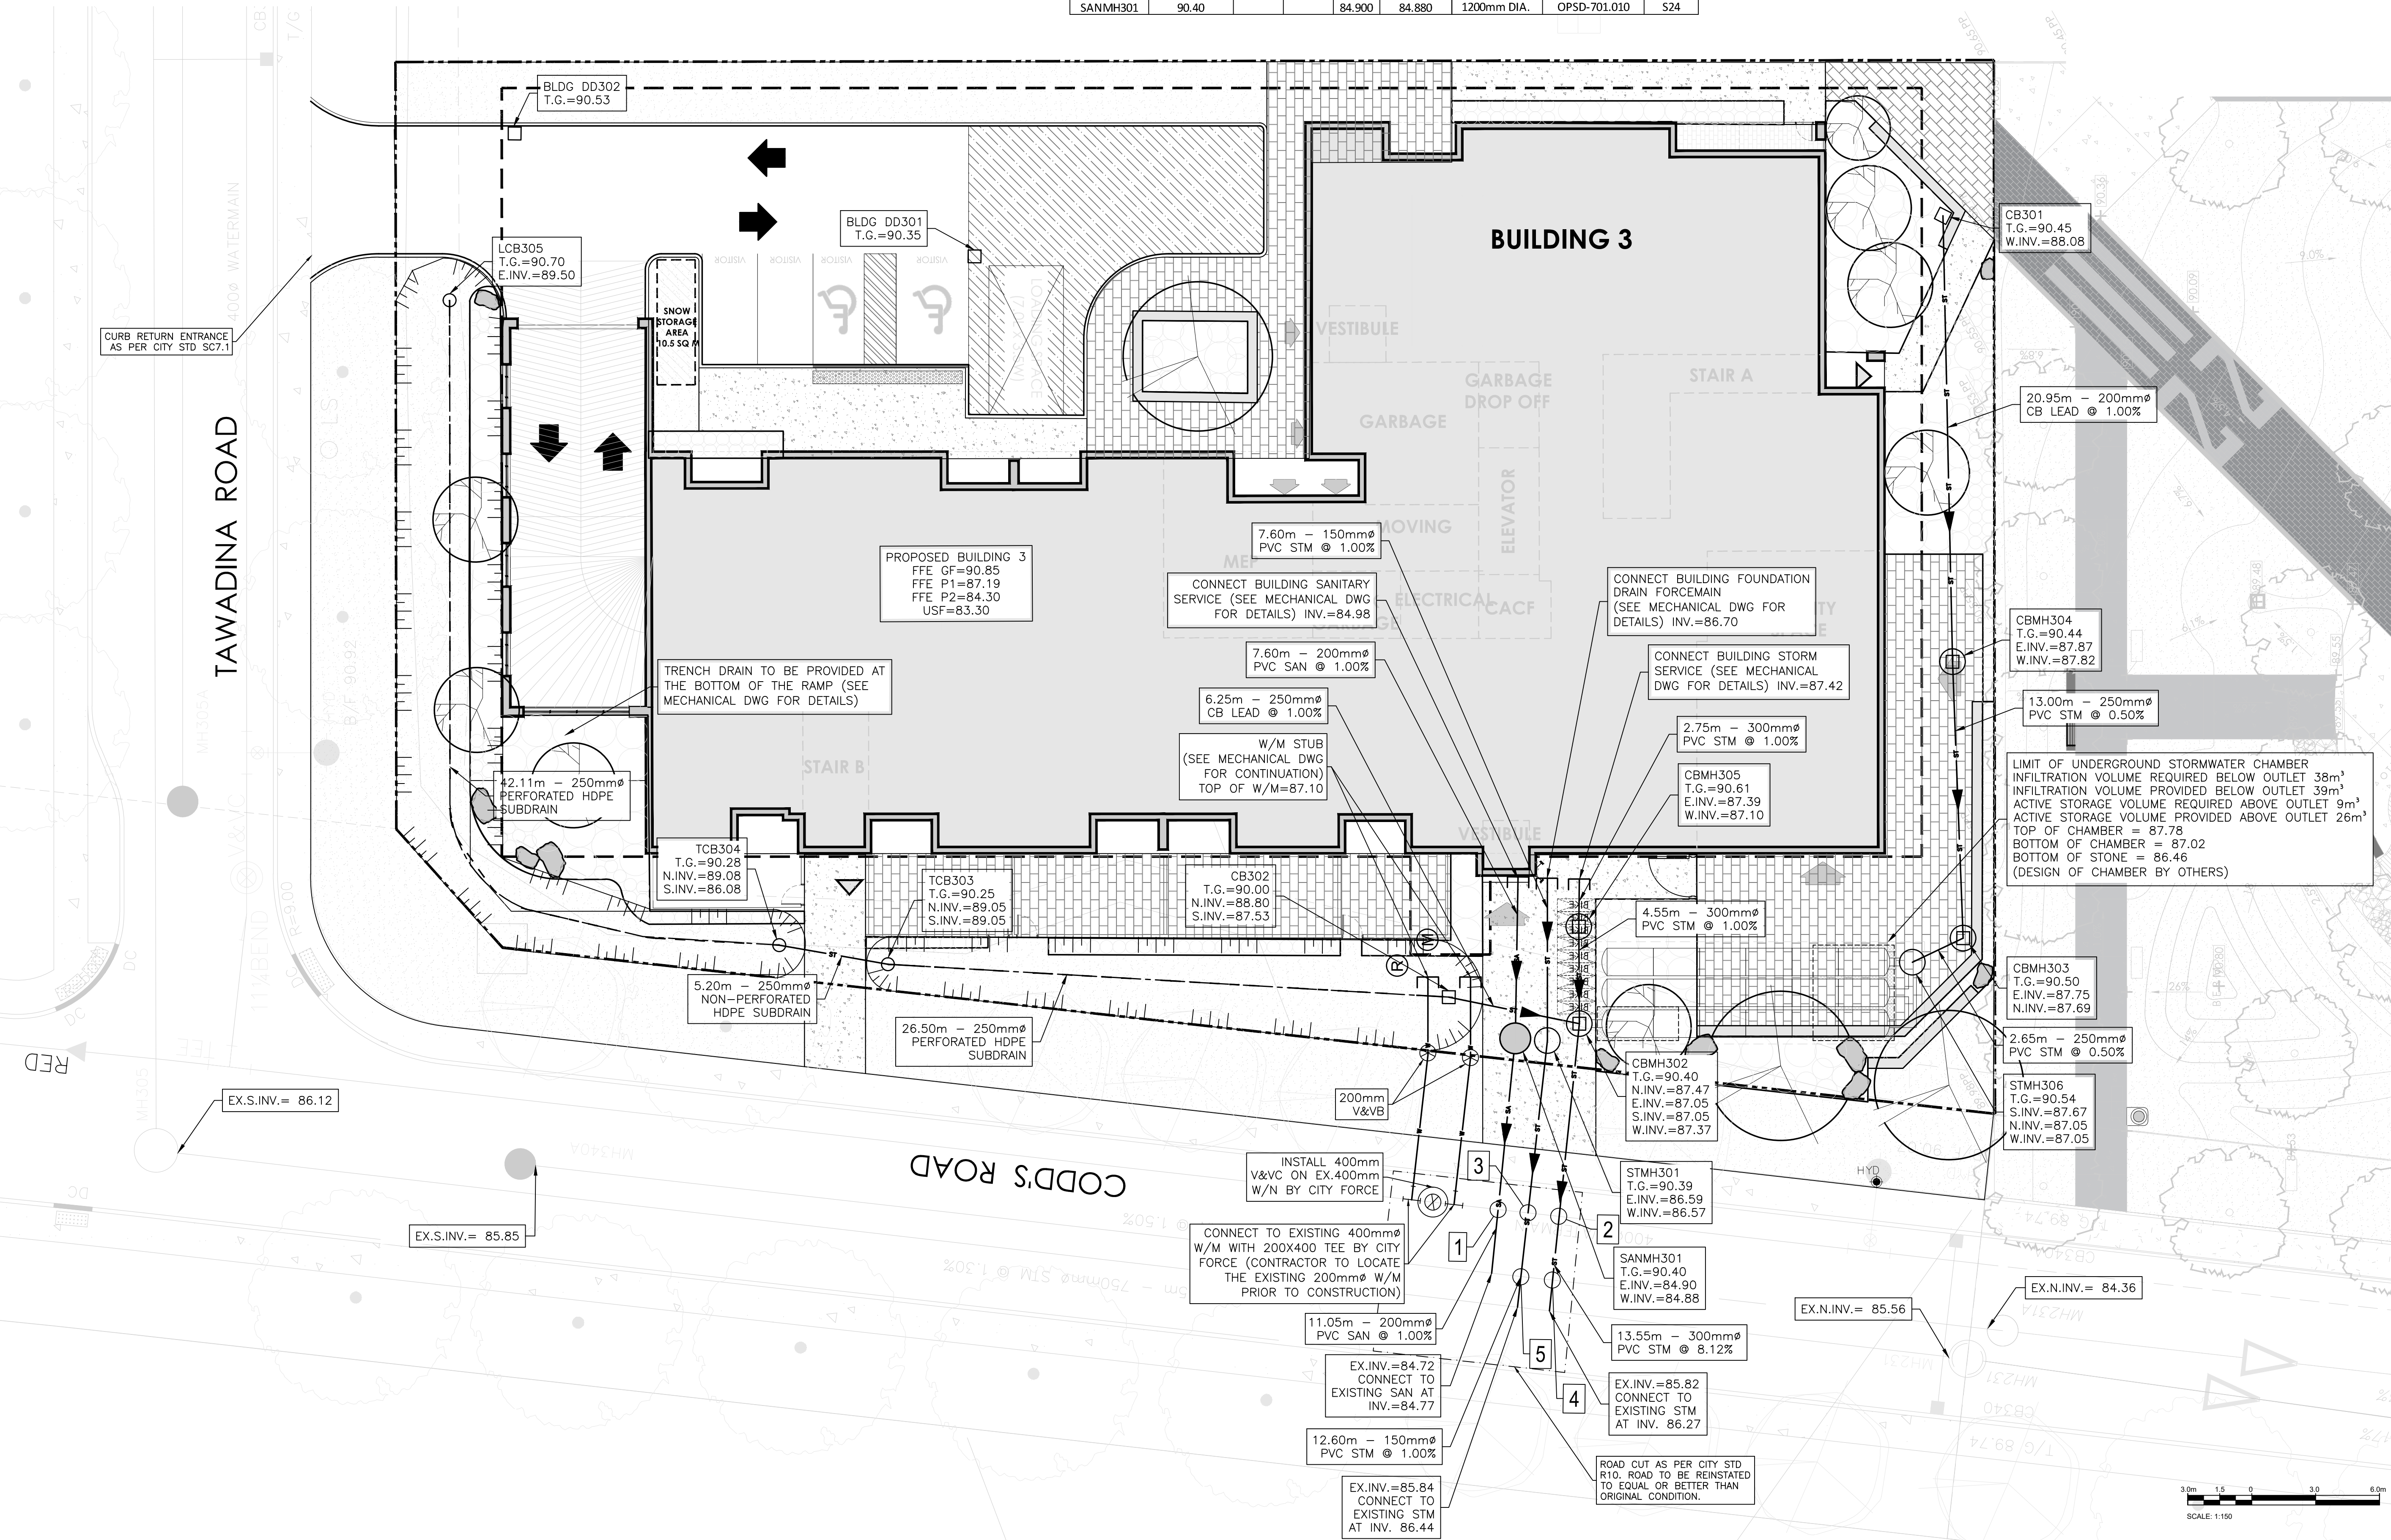 SANMH301 90.40 84.900 84.880 1200mm DIA. OPSD-701.010 S24
BLDG DD302
T.G.=90.53
BLDG DD301
T.G.=90.35
LCB305
T.G.=90.70
E.INV.=89.50
CURB RETURN ENTRANCE
AS PER CITY STD SC7.1
SNOW
STORAGE
AREA
10.5 SQ M
VISITOR
VISITOR
VISITOR
VISITOR
BUILDING 3
CB301
T.G.=90.45
W.INV.=88.08
400ø WATERMAIN
TAWADINA ROAD
VESTIBULE
GARBAGE
DROP OFF
GARBAGE
STAIR A
ELEVATOR
MOVING
ELECTRICAL
CACF
20.95m – 200mmø
CB LEAD @ 1.00%
PROPOSED BUILDING 3
FFE GF=90.85
FFE P1=87.19
FFE P2=84.30
USF=83.30
7.60m – 150mmø
PVC STM @ 1.00%
CONNECT BUILDING SANITARY
SERVICE (SEE MECHANICAL DWG
FOR DETAILS) INV.=84.98
7.60m – 200mmø
PVC SAN @ 1.00%
6.25m – 250mmø
CB LEAD @ 1.00%
W/M STUB
(SEE MECHANICAL DWG
FOR CONTINUATION)
TOP OF W/M=87.10
CONNECT BUILDING FOUNDATION
DRAIN FORCEMAIN
(SEE MECHANICAL DWG FOR
DETAILS) INV.=86.70
CONNECT BUILDING STORM
SERVICE (SEE MECHANICAL
DWG FOR DETAILS) INV.=87.42
2.75m – 300mmø
PVC STM @ 1.00%
CBMH305
T.G.=90.61
E.INV.=87.39
W.INV.=87.10
CBMH304
T.G.=90.44
E.INV.=87.87
W.INV.=87.82
13.00m – 250mmø
PVC STM @ 0.50%
LIMIT OF UNDERGROUND STORMWATER CHAMBER
INFILTRATION VOLUME REQUIRED BELOW OUTLET 38m³
INFILTRATION VOLUME PROVIDED BELOW OUTLET 39m³
ACTIVE STORAGE VOLUME REQUIRED ABOVE OUTLET 9m³
ACTIVE STORAGE VOLUME PROVIDED ABOVE OUTLET 26m³
TOP OF CHAMBER = 87.78
BOTTOM OF CHAMBER = 87.02
BOTTOM OF STONE = 86.46
(DESIGN OF CHAMBER BY OTHERS)
TRENCH DRAIN TO BE PROVIDED AT
THE BOTTOM OF THE RAMP (SEE
MECHANICAL DWG FOR DETAILS)
STAIR B
42.11m – 250mmø
PERFORATED HDPE
SUBDRAIN
TCB304
T.G.=90.28
N.INV.=89.08
S.INV.=86.08
TCB303
T.G.=90.25
N.INV.=89.05
S.INV.=89.05
CB302
T.G.=90.00
N.INV.=88.80
S.INV.=87.53
VESTIBULE
4.55m – 300mmø
PVC STM @ 1.00%
M
R
5.20m – 250mmø
NON–PERFORATED
HDPE SUBDRAIN
26.50m – 250mmø
PERFORATED HDPE
SUBDRAIN
CBMH303
T.G.=90.50
E.INV.=87.75
N.INV.=87.69
2.65m – 250mmø
PVC STM @ 0.50%
STMH306
T.G.=90.54
S.INV.=87.67
N.INV.=87.05
W.INV.=87.05
CBMH302
T.G.=90.40
N.INV.=87.47
E.INV.=87.05
S.INV.=87.05
W.INV.=87.37
200mm
V&VB
RED
MH305
EX.S.INV.= 86.12
MH340A
EX.S.INV.= 85.85
CODD'S ROAD
INSTALL 400mm
V&VC ON EX.400mm
W/N BY CITY FORCE
3
1
2
5
4
STMH301
T.G.=90.39
E.INV.=86.59
W.INV.=86.57
HYD
CONNECT TO EXISTING 400mmø
W/M WITH 200X400 TEE BY CITY
FORCE (CONTRACTOR TO LOCATE
THE EXISTING 200mmø W/M
PRIOR TO CONSTRUCTION)
SANMH301
T.G.=90.40
E.INV.=84.90
W.INV.=84.88
EX.N.INV.= 84.36
MH231A
EX.N.INV.= 85.56
MH231
CB340
T/G 89.74
11.05m – 200mmø
PVC SAN @ 1.00%
13.55m – 300mmø
PVC STM @ 8.12%
EX.INV.=84.72
CONNECT TO
EXISTING SAN AT
INV.=84.77
EX.INV.=85.82
CONNECT TO
EXISTING STM
AT INV. 86.27
12.60m – 150mmø
PVC STM @ 1.00%
ROAD CUT AS PER CITY STD
R10. ROAD TO BE REINSTATED
TO EQUAL OR BETTER THAN
ORIGINAL CONDITION.
EX.INV.=85.84
CONNECT TO
EXISTING STM
AT INV. 86.44
3.0m 1.5 0 3.0 6.0m
SCALE: 1:150